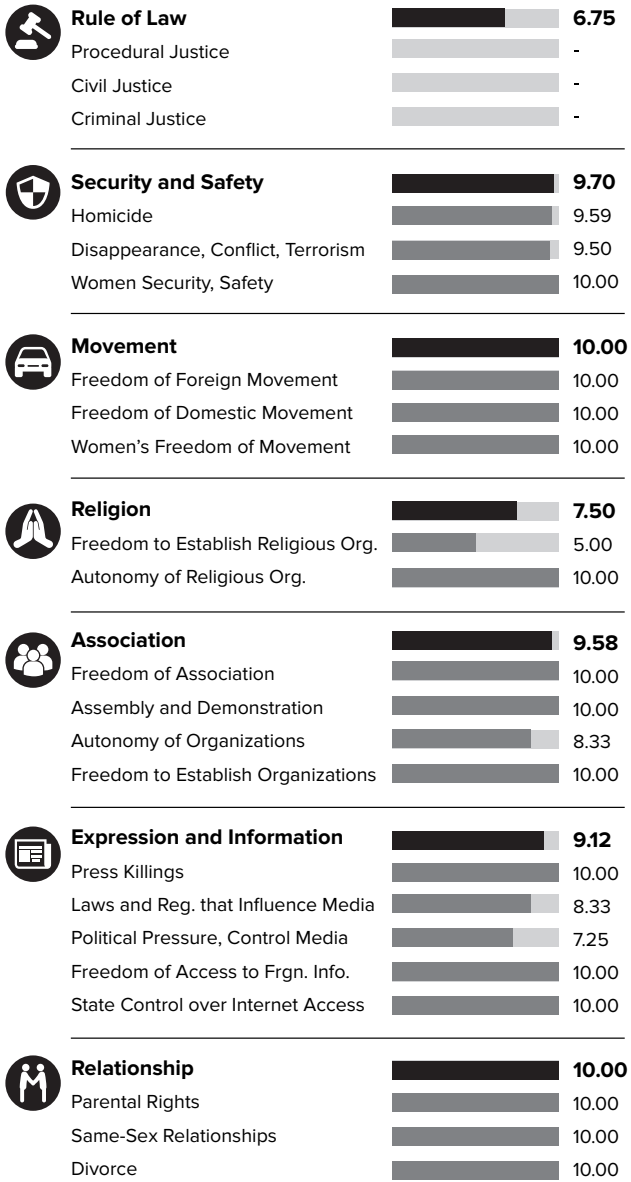 Rule of Law 6.75
Procedural Justice -
Civil Justice -
Criminal Justice -
Security and Safety 9.70
Homicide 9.59
Disappearance, Conflict, Terrorism 9.50
Women Security, Safety 10.00
Movement 10.00
Freedom of Foreign Movement 10.00
Freedom of Domestic Movement 10.00
Women's Freedom of Movement 10.00
Religion 7.50
Freedom to Establish Religious Org. 5.00
Autonomy of Religious Org. 10.00
Association 9.58
Freedom of Association 10.00
Assembly and Demonstration 10.00
Autonomy of Organizations 8.33
Freedom to Establish Organizations 10.00
Expression and Information 9.12
Press Killings 10.00
Laws and Reg. that Influence Media 8.33
Political Pressure, Control Media 7.25
Freedom of Access to Frgn. Info. 10.00
State Control over Internet Access 10.00
Relationship 10.00
Parental Rights 10.00
Same-Sex Relationships 10.00
Divorce 10.00